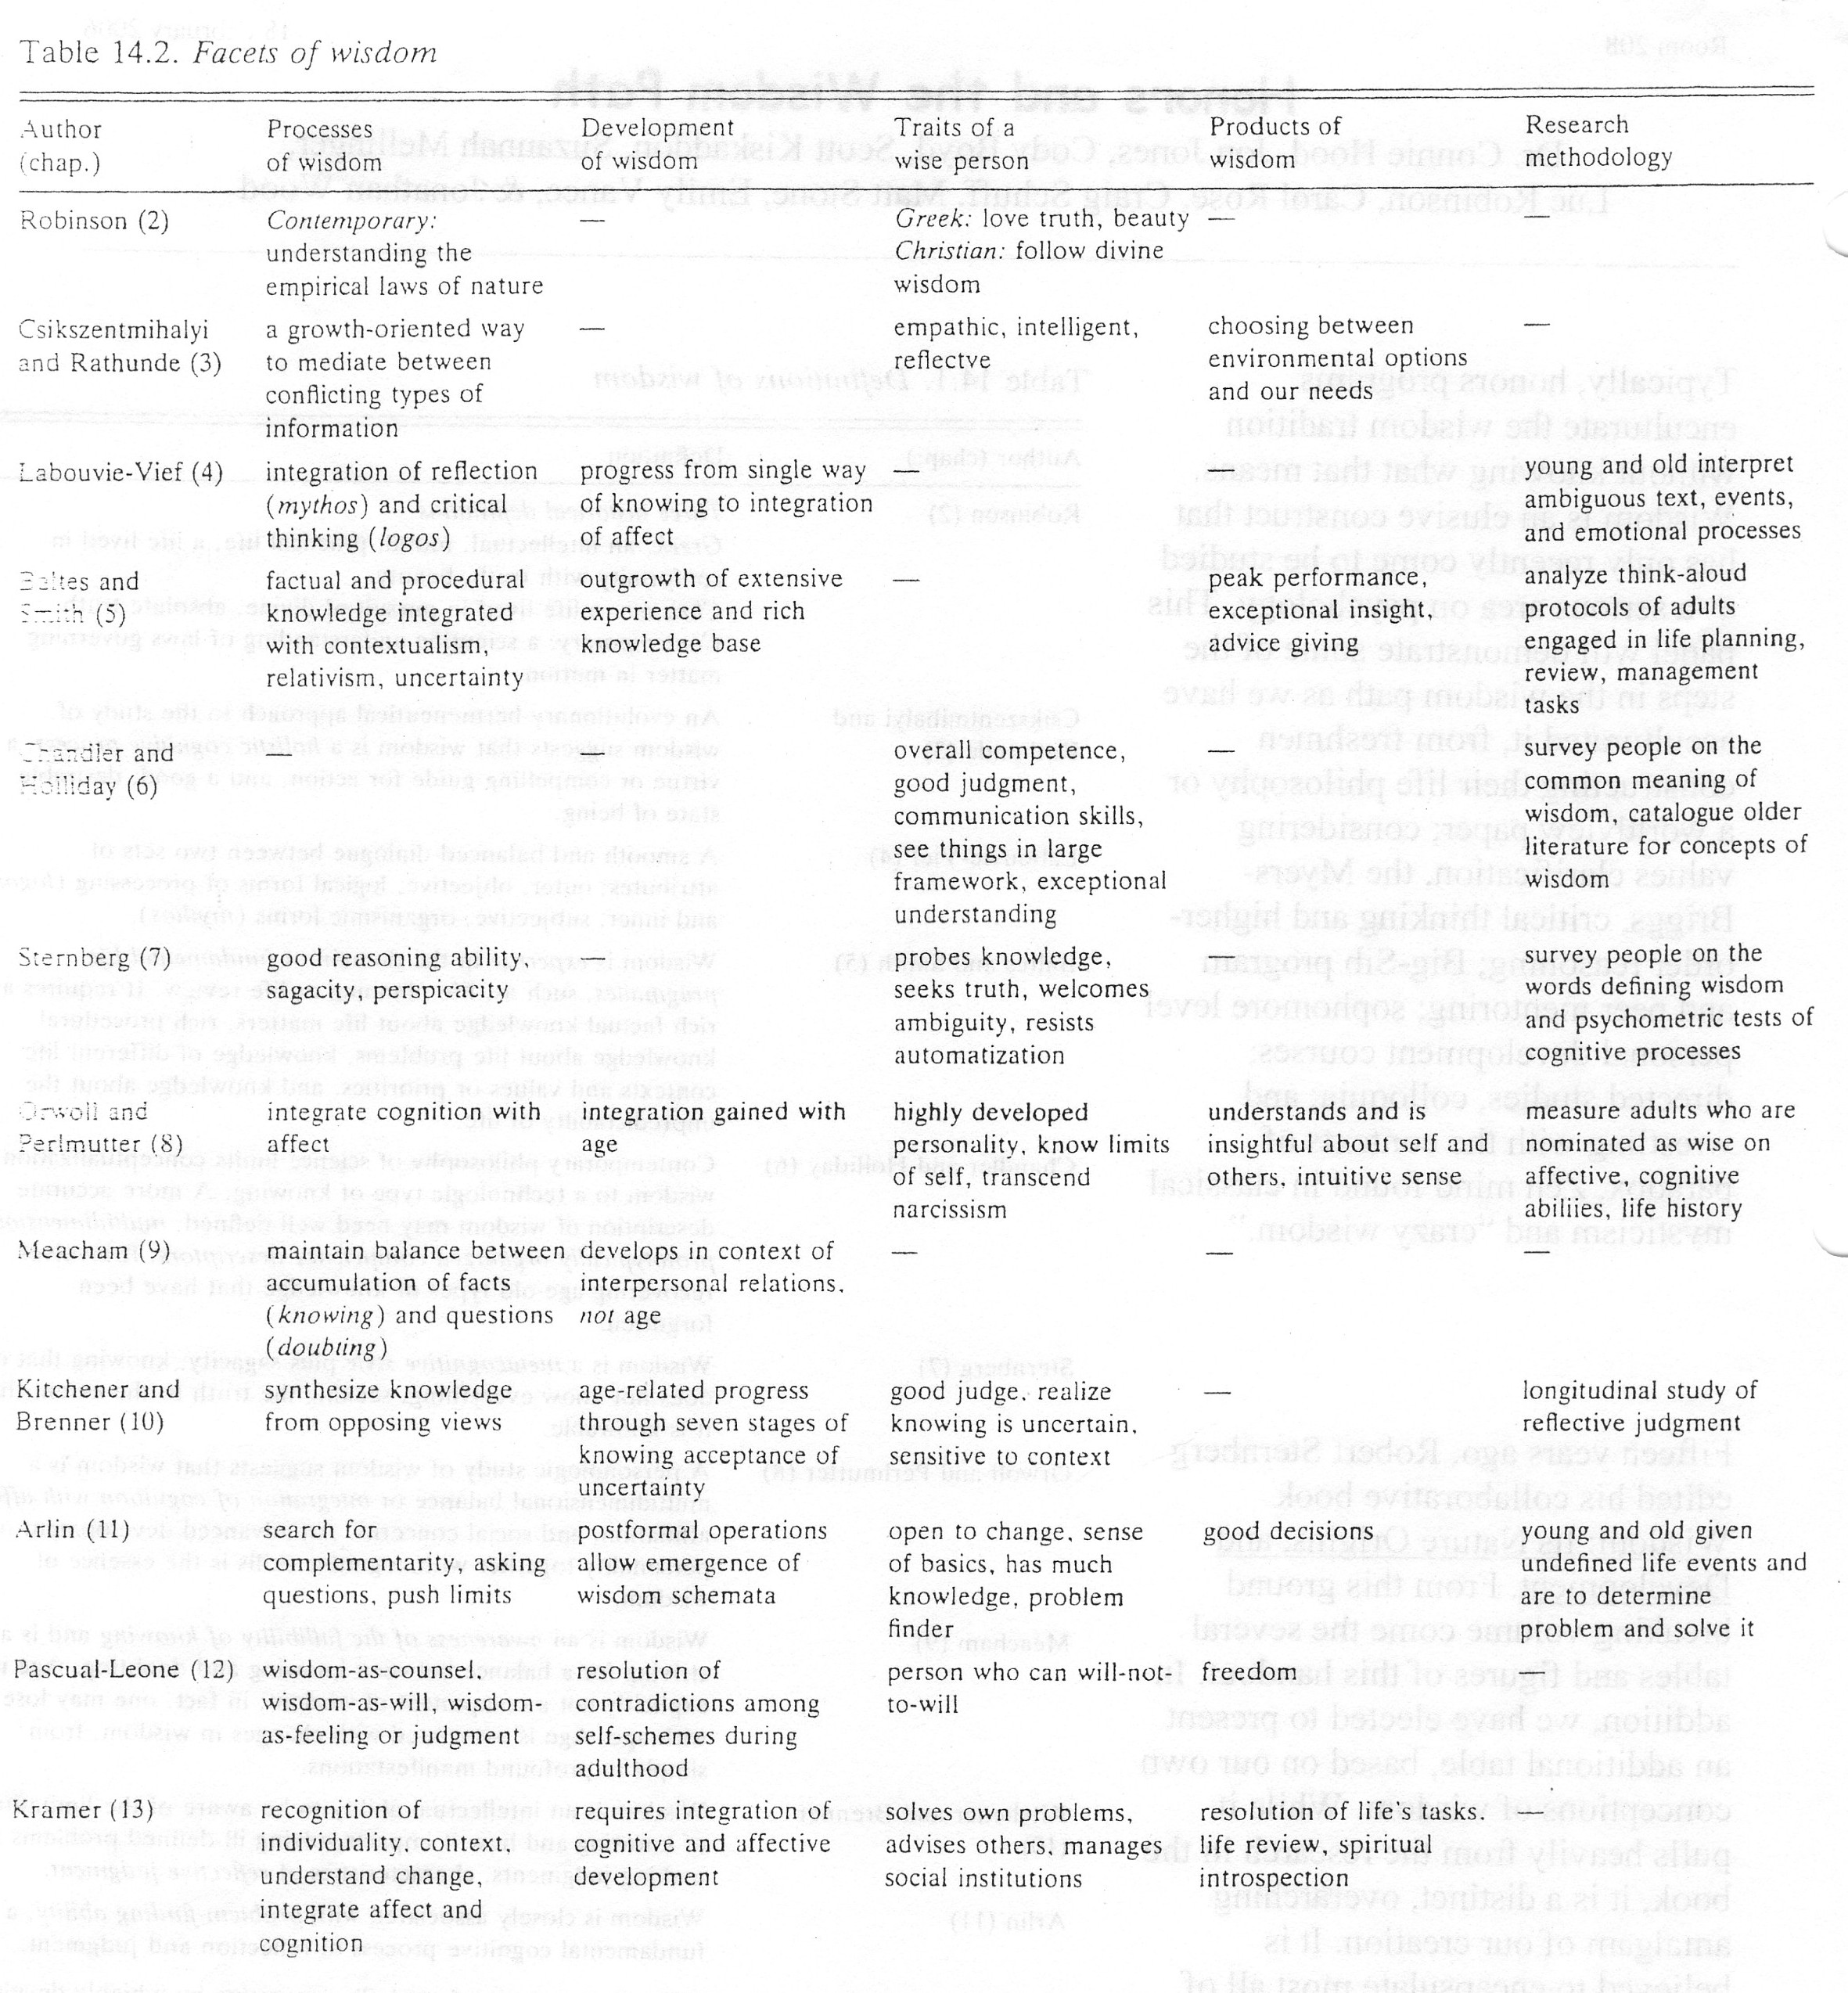 Table 14.2. Facets of wisdom
Author
(chap.)
Processes
of wisdom
Development
of wisdom
Traits of a
wise person
Products of
wisdom
Research
methodology
Robinson (2)
Contemporary:
understanding the
empirical laws of nature
—
Greek: love truth, beauty
Christian: follow divine
wisdom
—
—
Csikszentmihalyi
and Rathunde (3)
a growth-oriented way
to mediate between
conflicting types of
information
—
empathic, intelligent,
reflectve
choosing between
environmental options
and our needs
—
Labouvie-Vief (4)
integration of reflection
(mythos) and critical
thinking (logos)
progress from single way
of knowing to integration
of affect
—
—
young and old interpret
ambiguous text, events,
and emotional processes
Baltes and
Smith (5)
factual and procedural
knowledge integrated
with contextualism,
relativism, uncertainty
outgrowth of extensive
experience and rich
knowledge base
—
peak performance,
exceptional insight,
advice giving
analyze think-aloud
protocols of adults
engaged in life planning,
review, management
tasks
Chandler and
Holliday (6)
—
—
overall competence,
good judgment,
communication skills,
see things in large
framework, exceptional
understanding
—
survey people on the
common meaning of
wisdom, catalogue older
literature for concepts of
wisdom
Sternberg (7)
good reasoning ability,
sagacity, perspicacity
—
probes knowledge,
seeks truth, welcomes
ambiguity, resists
automatization
—
survey people on the
words defining wisdom
and psychometric tests of
cognitive processes
Orwoll and
Perlmutter (8)
integrate cognition with
affect
integration gained with
age
highly developed
personality, know limits
of self, transcend
narcissism
understands and is
insightful about self and
others, intuitive sense
measure adults who are
nominated as wise on
affective, cognitive
abiliies, life history
Meacham (9)
maintain balance between
accumulation of facts
(knowing) and questions
(doubting)
develops in context of
interpersonal relations,
not age
—
—
—
Kitchener and
Brenner (10)
synthesize knowledge
from opposing views
age-related progress
through seven stages of
knowing acceptance of
uncertainty
good judge, realize
knowing is uncertain,
sensitive to context
—
longitudinal study of
reflective judgment
Arlin (11)
search for
complementarity, asking
questions, push limits
postformal operations
allow emergence of
wisdom schemata
open to change, sense
of basics, has much
knowledge, problem
finder
good decisions
young and old given
undefined life events and
are to determine
problem and solve it
Pascual-Leone (12)
wisdom-as-counsel,
wisdom-as-will, wisdom-
as-feeling or judgment
resolution of
contradictions among
self-schemes during
adulthood
person who can will-not-
to-will
freedom
—
Kramer (13)
recognition of
individuality, context,
understand change,
integrate affect and
cognition
requires integration of
cognitive and affective
development
solves own problems,
advises others, manages
social institutions
resolution of life's tasks,
life review, spiritual
introspection
—